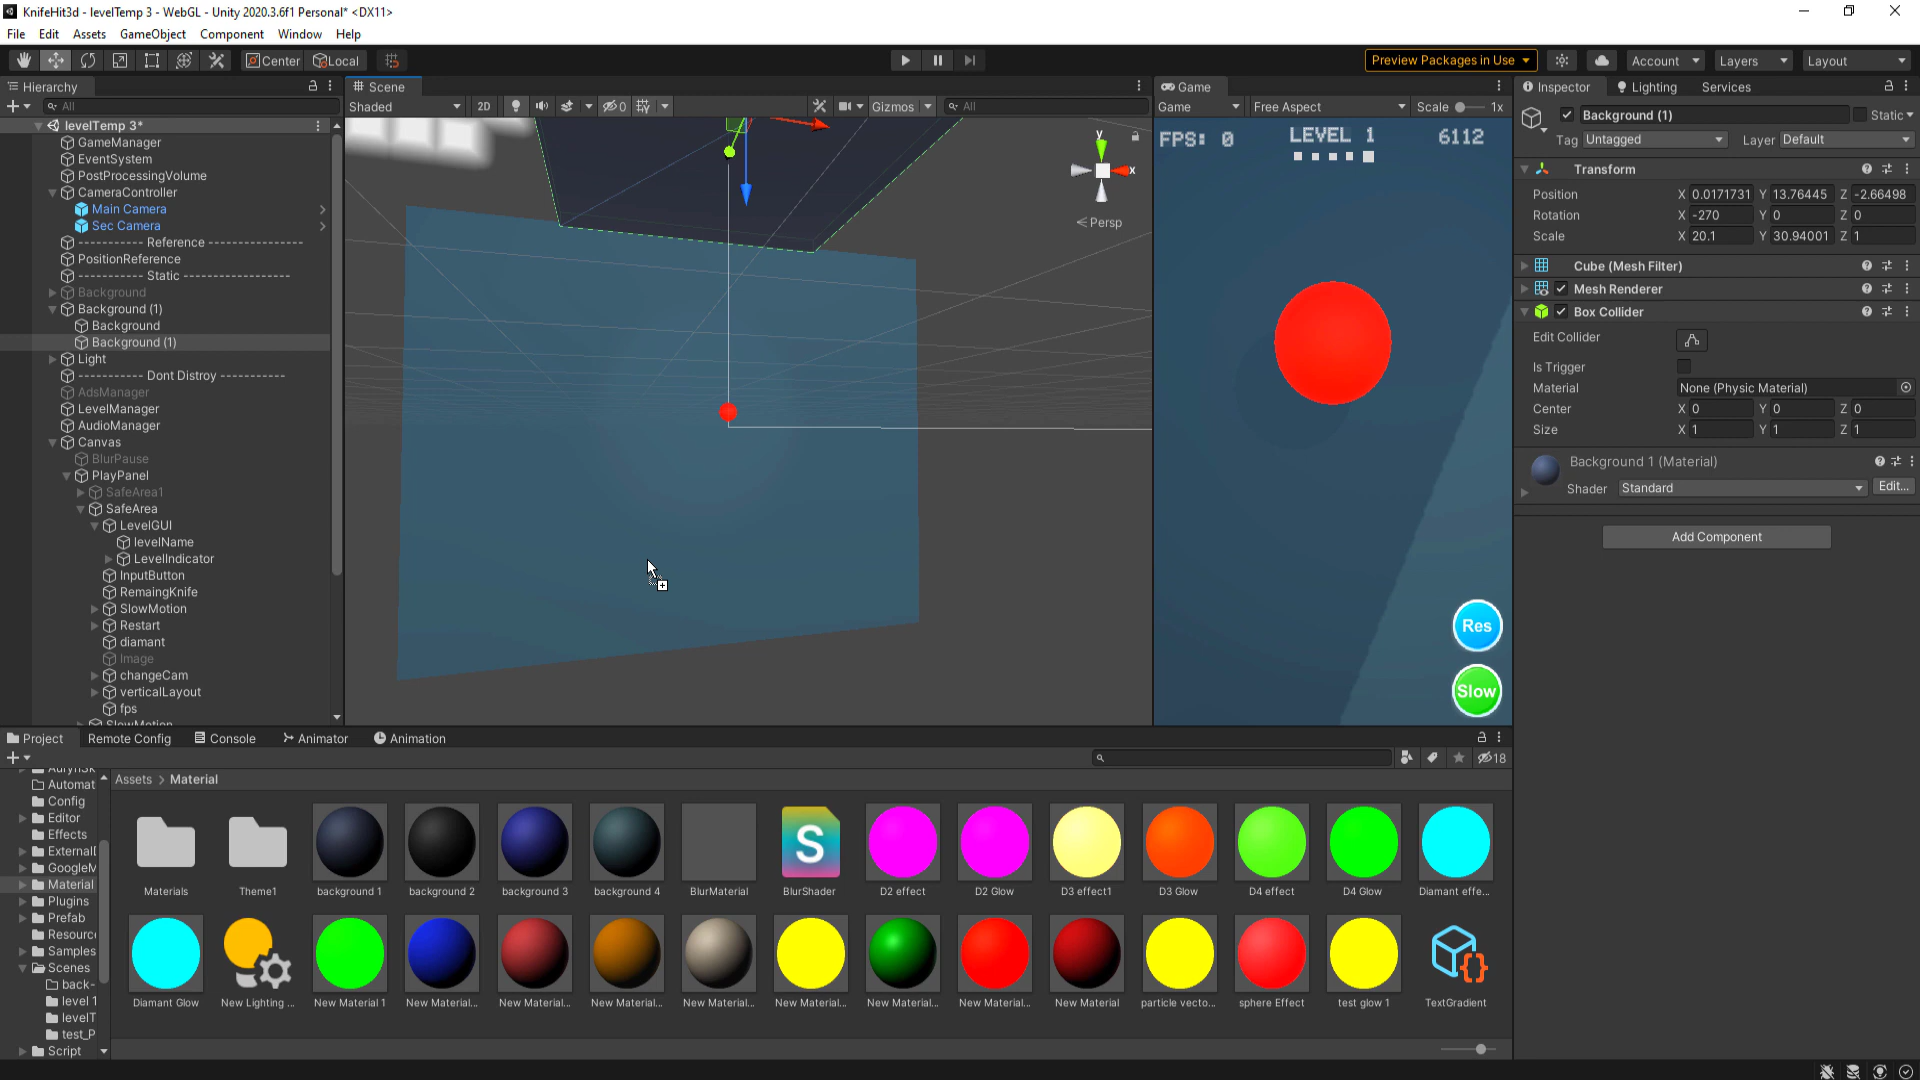 KnifeHit3d - levelTemp 3 - WebGL - Unity 2020.3.6f1 Personal* <DX11>
File Edit Assets GameObject Component Window Help
Center Local Preview Packages in Use Account Layers Layout
Hierarchy
All
levelTemp 3*
GameManager
EventSystem
PostProcessingVolume
CameraController
Main Camera
Sec Camera
----------- Reference ----------------
PositionReference
----------- Static --------------
Background
Background (1)
Background
Background (1)
Light
----------- Dont Distroy -----------
AdsManager
LevelManager
AudioManager
Canvas
BlurPause
PlayPanel
SafeArea1
SafeArea
LevelGUI
levelName
LevelIndicator
InputButton
RemaingKnife
SlowMotion
Restart
diamant
Image
changeCam
verticalLayout
fps
SlowMotion
Scene
Shaded 2D 0 Gizmos All
y
x
Persp
Game
Game Free Aspect Scale 1x
FPS: 0 LEVEL 1 6112
Res
Slow
Inspector Lighting Services
Background (1) Static
Tag Untagged Layer Default
Transform
Position X 0.0171731 Y 13.76445 Z -2.66498
Rotation X -270 Y 0 Z 0
Scale X 20.1 Y 30.94001 Z 1
Cube (Mesh Filter)
Mesh Renderer
Box Collider
Edit Collider
Is Trigger
Material None (Physic Material)
Center X 0 Y 0 Z 0
Size X 1 Y 1 Z 1
Background 1 (Material)
Shader Standard Edit...
Add Component
Project Remote Config Console Animator Animation
18
Automat
Config
Editor
Effects
External
GoogleM
Material
Plugins
Prefab
Resourc
Samples
Scenes
back-
level 1
levelT
test_P
Script
Assets > Material
Materials Theme1 background 1 background 2 background 3 background 4 BlurMaterial BlurShader D2 effect D2 Glow D3 effect1 D3 Glow D4 effect D4 Glow Diamant effe...
S
Diamant Glow New Lighting ... New Material 1 New Material... New Material... New Material... New Material... New Material... New Material... New Material... New Material particle vecto... sphere Effect test glow 1 TextGradient